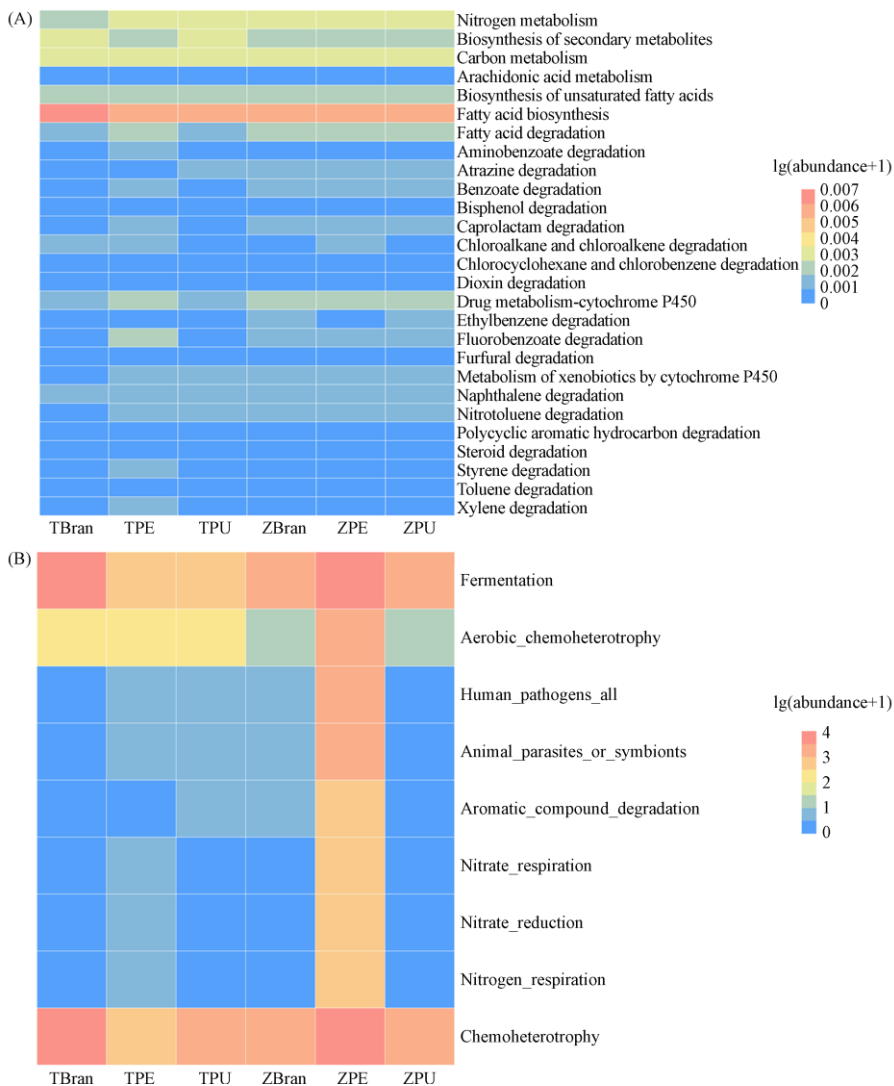 (A)
Nitrogen metabolism
Biosynthesis of secondary metabolites
Carbon metabolism
Arachidonic acid metabolism
Biosynthesis of unsaturated fatty acids
Fatty acid biosynthesis
Fatty acid degradation
Aminobenzoate degradation
Atrazine degradation
Benzoate degradation
Bisphenol degradation
Caprolactam degradation
Chloroalkane and chloroalkene degradation
Chlorocyclohexane and chlorobenzene degradation
Dioxin degradation
Drug metabolism-cytochrome P450
Ethylbenzene degradation
Fluorobenzoate degradation
Furfural degradation
Metabolism of xenobiotics by cytochrome P450
Naphthalene degradation
Nitrotoluene degradation
Polycyclic aromatic hydrocarbon degradation
Steroid degradation
Styrene degradation
Toluene degradation
Xylene degradation
TBran TPE TPU ZBran ZPE ZPU
lg(abundance+1)
0.007
0.006
0.005
0.004
0.003
0.002
0.001
0
(B)
Fermentation
Aerobic_chemoheterotrophy
Human_pathogens_all
Animal_parasites_or_symbionts
Aromatic_compound_degradation
Nitrate_respiration
Nitrate_reduction
Nitrogen_respiration
Chemoheterotrophy
TBran TPE TPU ZBran ZPE ZPU
lg(abundance+1)
4
3
2
1
0